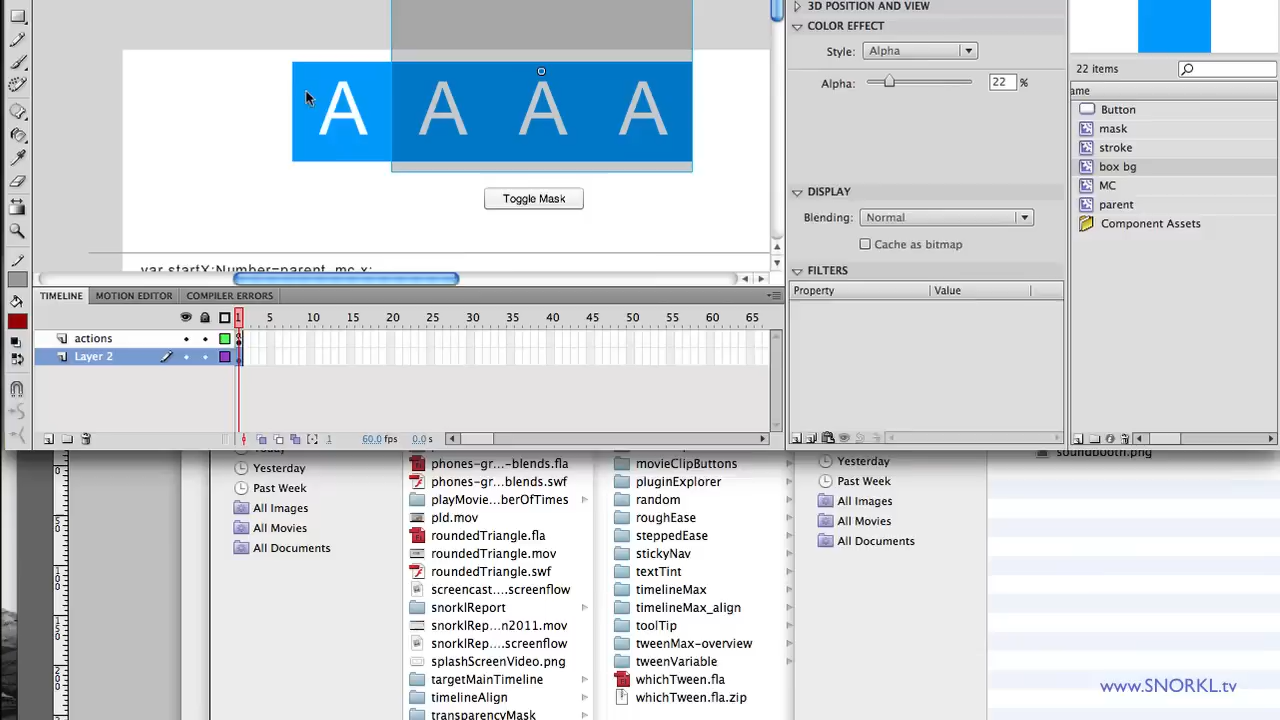 3D POSITION AND VIEW
COLOR EFFECT
Style: Alpha
Alpha: 22 %
DISPLAY
Blending: Normal
Cache as bitmap
FILTERS
Property Value
22 items
ame
Button
mask
stroke
box bg
MC
parent
Component Assets
A A A A
Toggle Mask
var startX:Number=parent_mc.x;
TIMELINE MOTION EDITOR COMPILER ERRORS
1 5 10 15 20 25 30 35 40 45 50 55 60 65
actions
Layer 2
1 60.0 fps 0.0 s
Today
Yesterday
Past Week
All Images
All Movies
All Documents
phones-gr...-blends.fla
phones-gr...blends.swf
playMovie...berOfTimes
pld.mov
roundedTriangle.fla
roundedTriangle.mov
roundedTriangle.swf
screencast....screenflow
snorklReport
snorklRep...n2011.mov
snorklRep....screenflow
splashScreenVideo.png
targetMainTimeline
timelineAlign
transparencyMask
movieClipButtons
pluginExplorer
random
roughEase
steppedEase
stickyNav
textTint
timelineMax
timelineMax_align
toolTip
tweenMax-overview
tweenVariable
whichTween.fla
whichTween.fla.zip
Yesterday
Past Week
All Images
All Movies
All Documents
soundbooth.png
www.SNORKL.tv